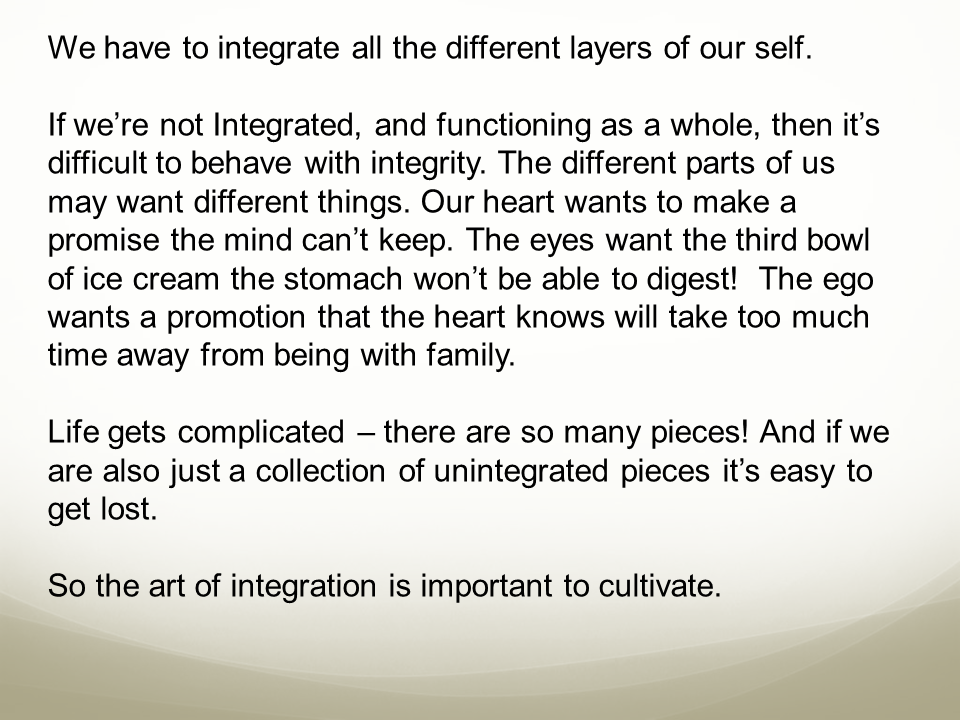 We have to integrate all the different layers of our self.
If we’re not Integrated, and functioning as a whole, then it’s
difficult to behave with integrity. The different parts of us
may want different things. Our heart wants to make a
promise the mind can’t keep. The eyes want the third bowl
of ice cream the stomach won’t be able to digest!  The ego
wants a promotion that the heart knows will take too much
time away from being with family.
Life gets complicated – there are so many pieces! And if we
are also just a collection of unintegrated pieces it’s easy to
get lost.
So the art of integration is important to cultivate.